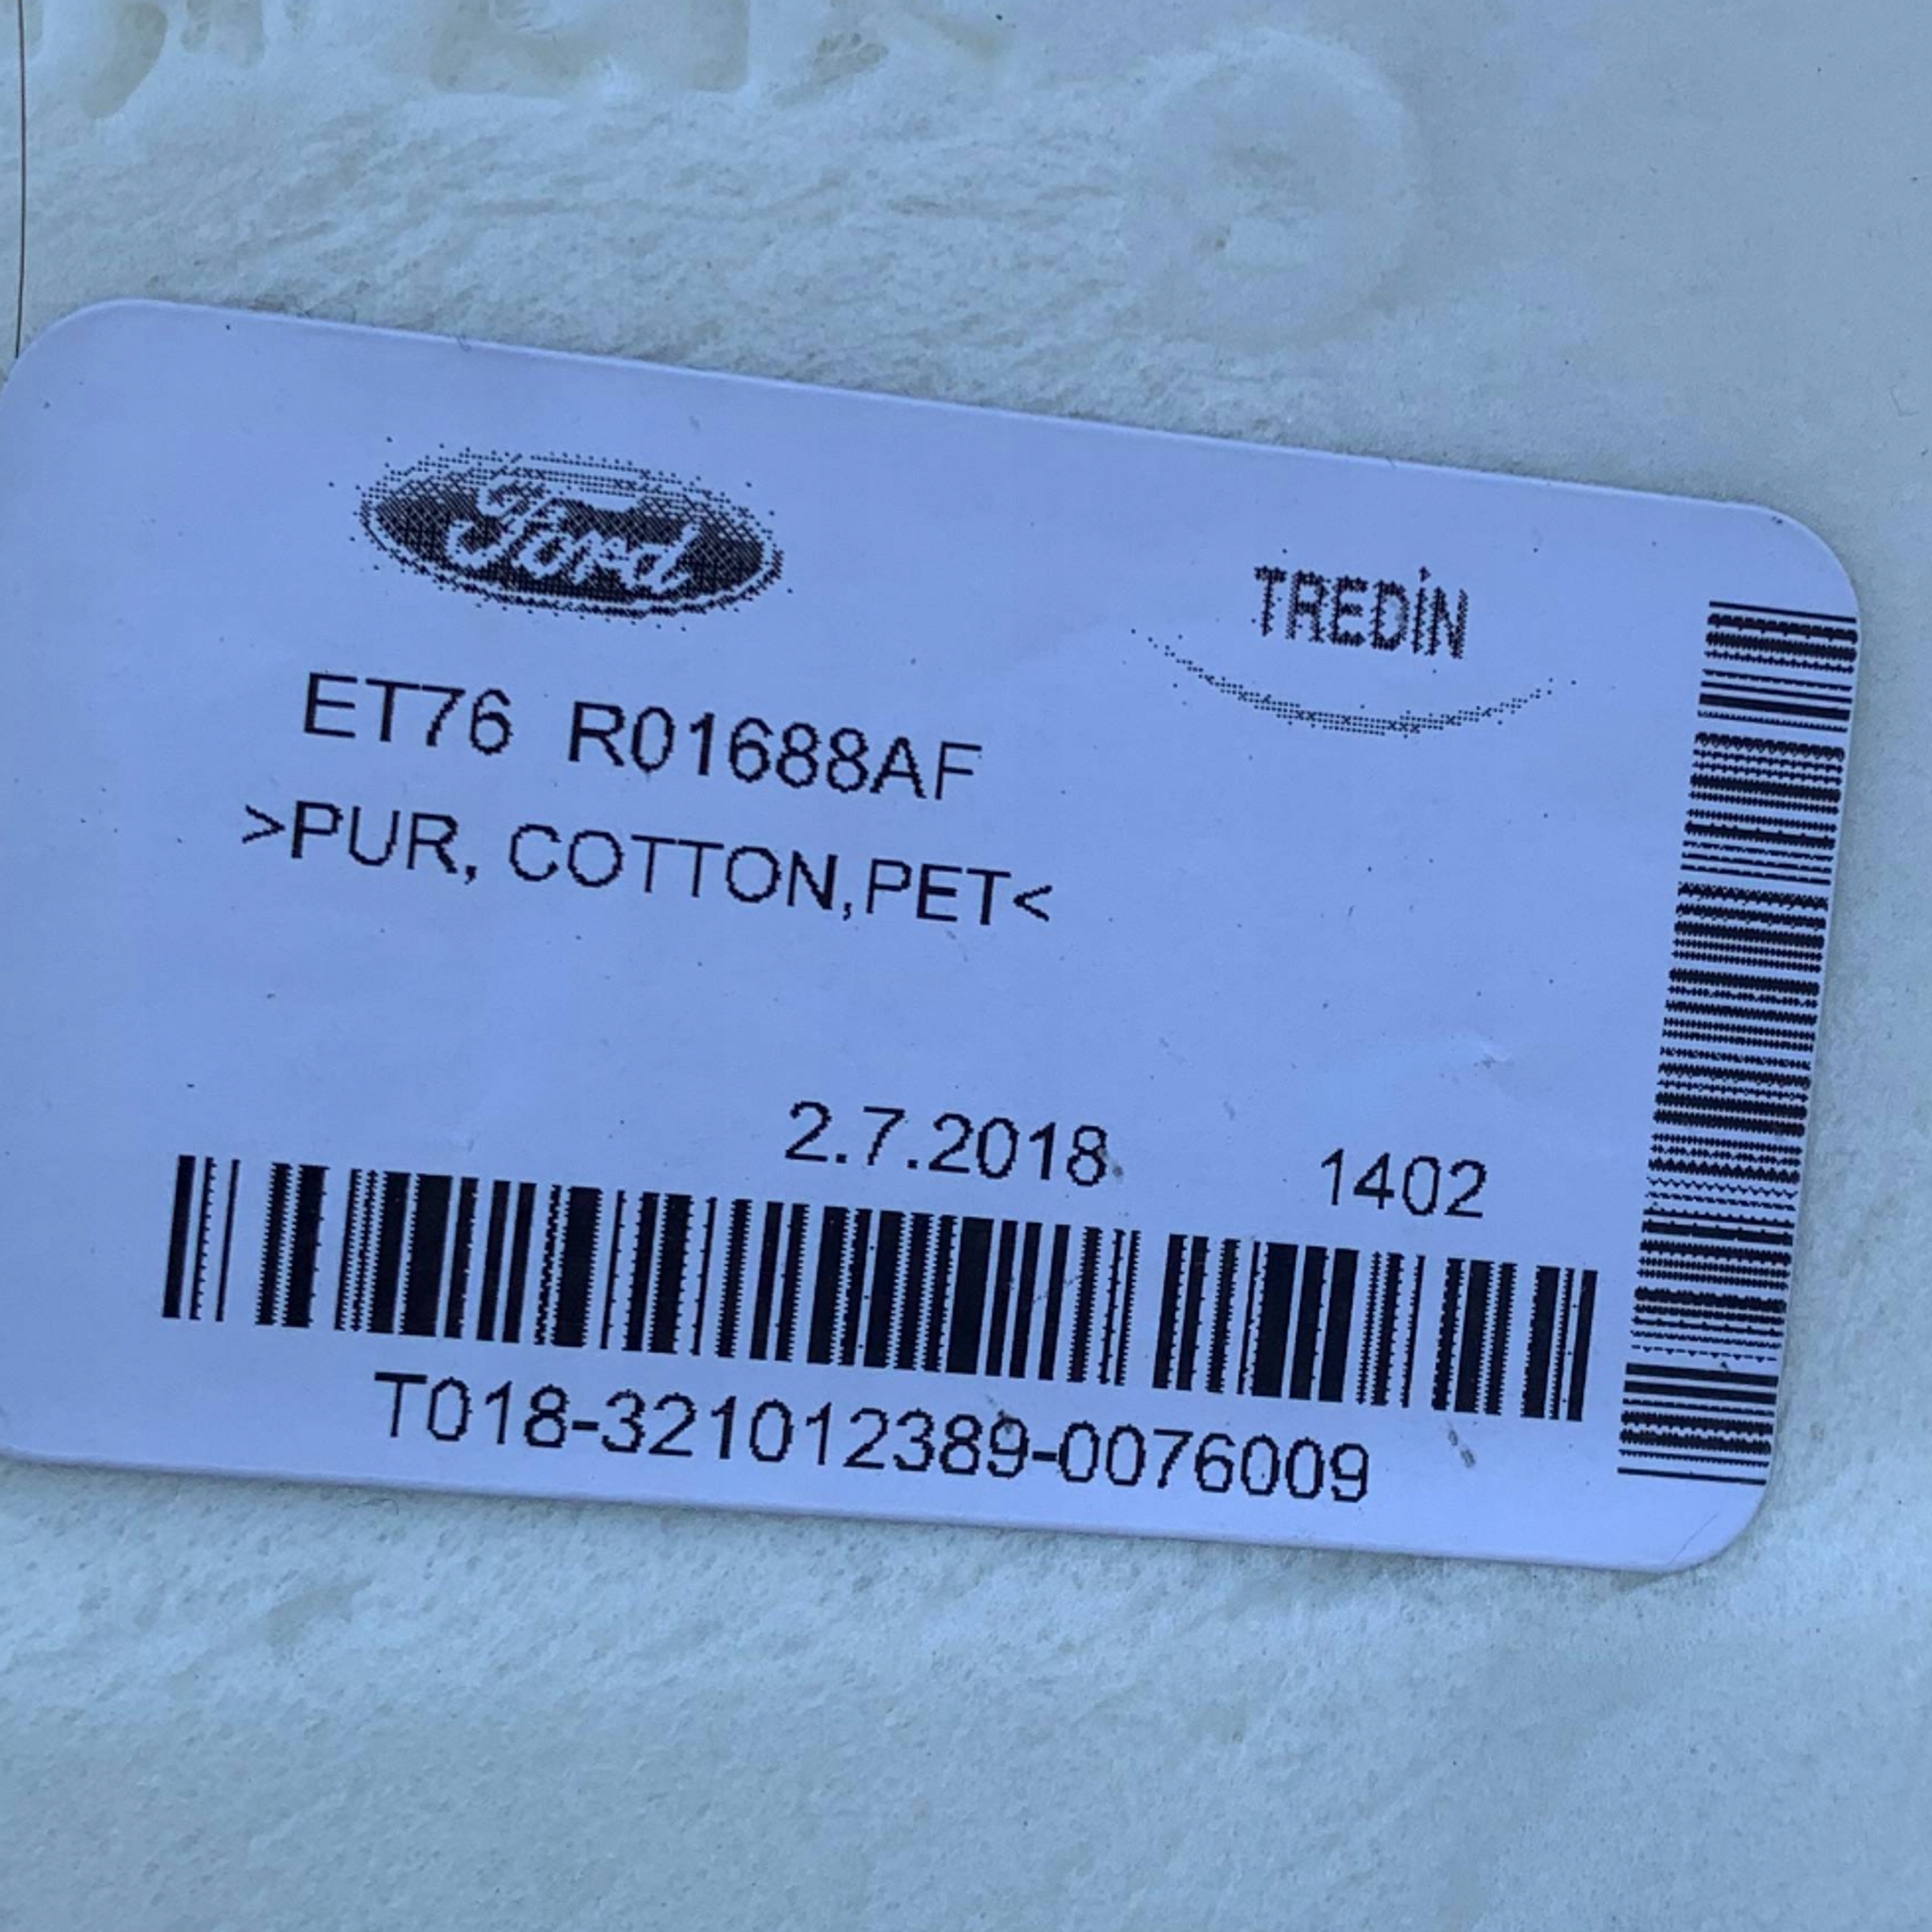 Ford
TREDİN
ET76 R01688AF
>PUR, COTTON,PET<
2.7.2018 1402
T018-321012389-0076009